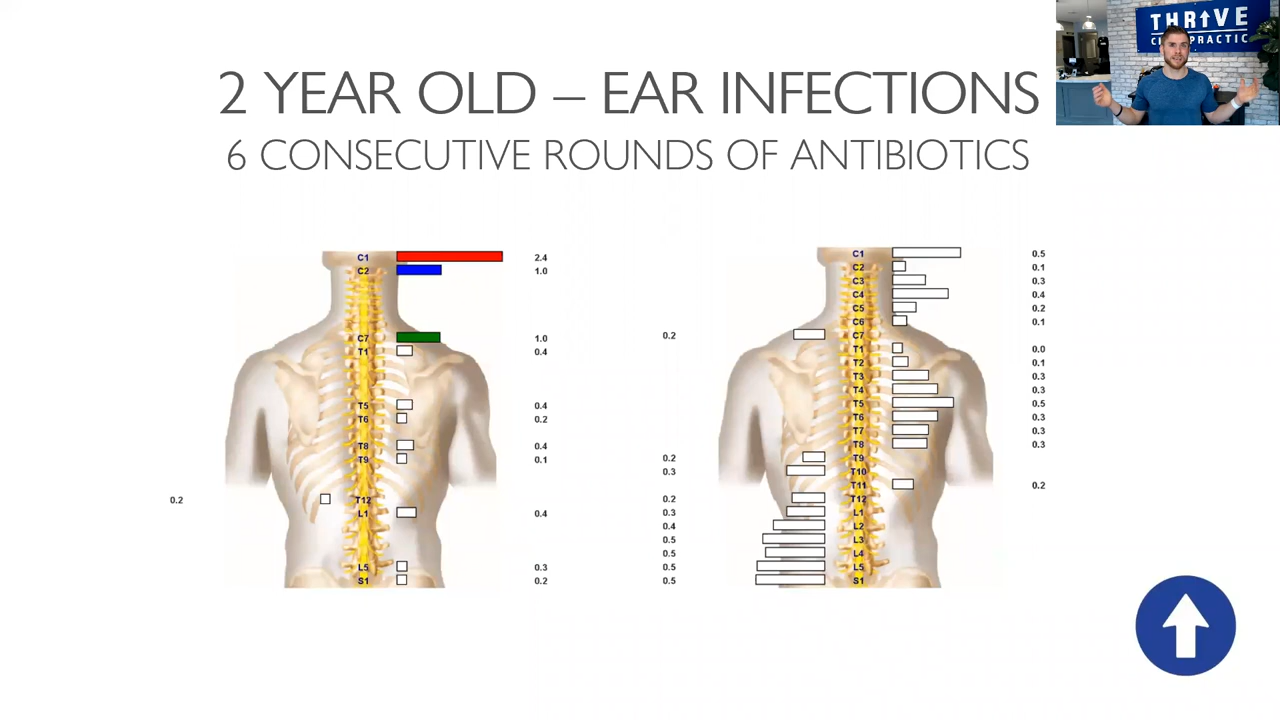 2 YEAR OLD – EAR INFECTIONS
6 CONSECUTIVE ROUNDS OF ANTIBIOTICS
THRIVE
CHIROPRACTIC
C1 2.4
C2 1.0
C7 1.0
T1 0.4
T5 0.4
T6 0.2
T8 0.4
T9 0.1
0.2 T12
L1 0.4
L5 0.3
S1 0.2
C1 0.5
C2 0.1
C3 0.3
C4 0.4
C5 0.2
C6 0.1
0.2 C7
T1 0.0
T2 0.1
T3 0.3
T4 0.3
T5 0.5
T6 0.3
T7 0.3
T8 0.3
0.2 T9
0.3 T10
T11 0.2
0.2 T12
0.3 L1
0.4 L2
0.5 L3
0.5 L4
0.5 L5
0.5 S1